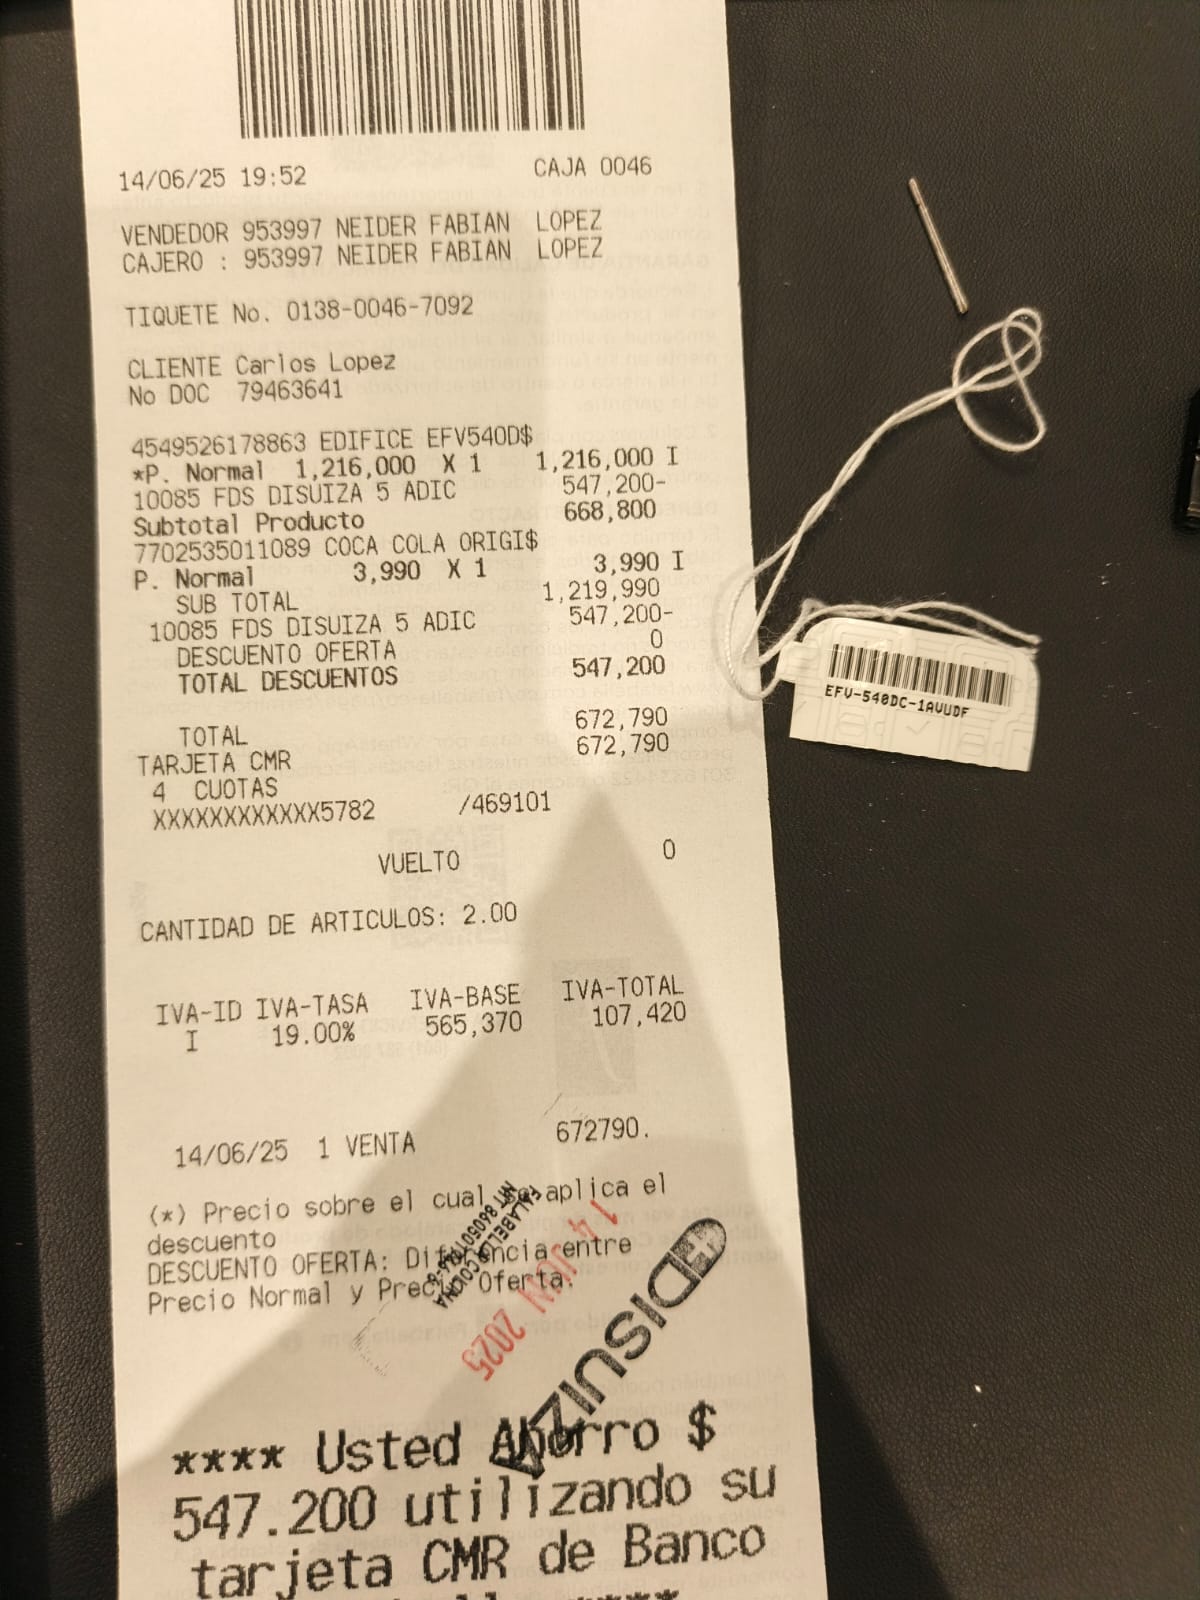 14/06/25 19:52 CAJA 0046
VENDEDOR 953997 NEIDER FABIAN LOPEZ
CAJERO : 953997 NEIDER FABIAN LOPEZ
TIQUETE No. 0138-0046-7092
CLIENTE Carlos Lopez
No DOC 79463641
4549526178863 EDIFICE EFV540D$
*P. Normal 1,216,000 X 1 1,216,000 I
10085 FDS DISUIZA 5 ADIC 547,200-
Subtotal Producto 668,800
7702535011089 COCA COLA ORIGI$
P. Normal 3,990 X 1 3,990 I
SUB TOTAL 1,219,990
10085 FDS DISUIZA 5 ADIC 547,200-
DESCUENTO OFERTA 0
TOTAL DESCUENTOS 547,200
TOTAL 672,790
TARJETA CMR 672,790
4 CUOTAS
XXXXXXXXXXXX5782 /469101
VUELTO 0
CANTIDAD DE ARTICULOS: 2.00
IVA-ID IVA-TASA IVA-BASE IVA-TOTAL
I 19.00% 565,370 107,420
14/06/25 1 VENTA 672790.
(*) Precio sobre el cual se aplica el
descuento
DESCUENTO OFERTA: Diferencia entre
Precio Normal y Precio Oferta.
FALABELLA COLINA
14 JUN 2025
DISUIZA
**** Usted Ahorro $
547.200 utilizando su
tarjeta CMR de Banco
EFV-540DC-1AVUDF